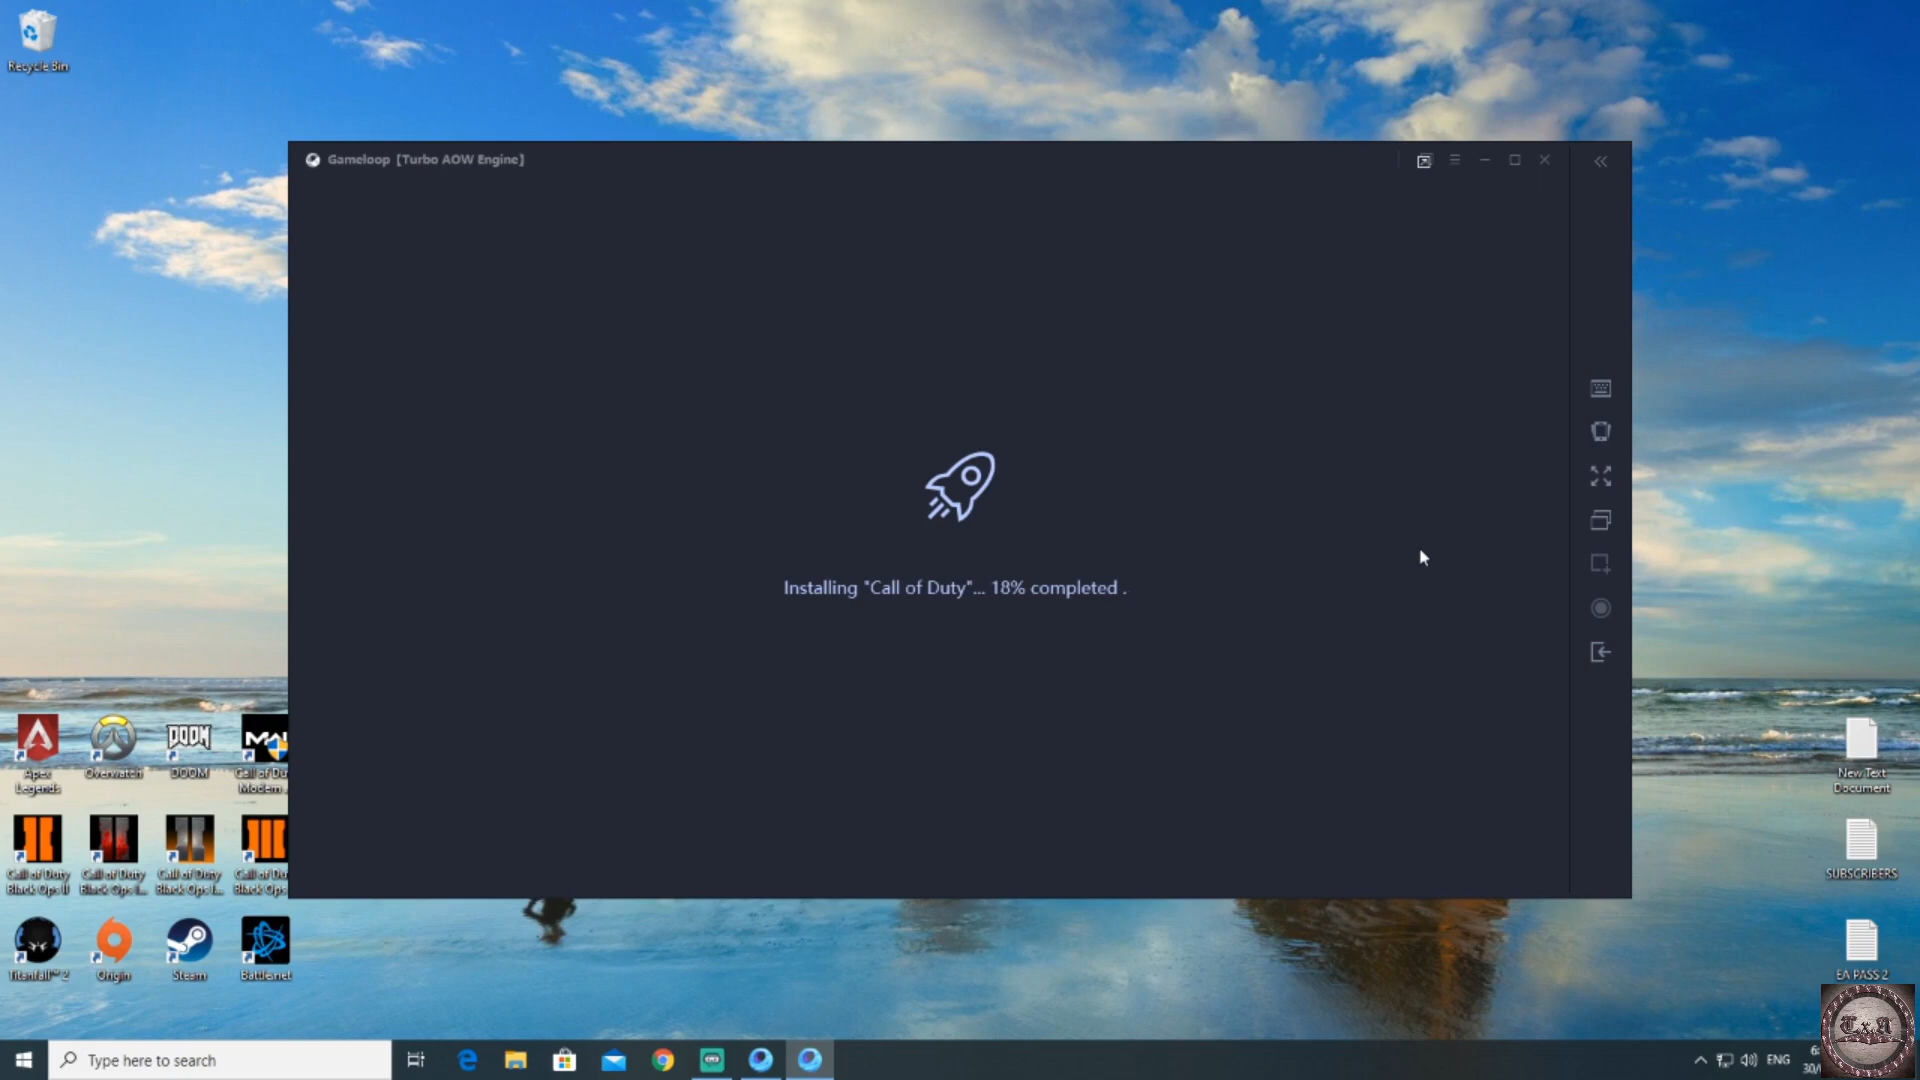 Recycle Bin
Gameloop [Turbo AOW Engine]
Installing "Call of Duty"... 18% completed .
Apex
Legends
Overwatch
DOOM
DOOM
Call of Du
Modern
Call of Duty
Black Ops II
Call of Duty
Black Ops I...
Call of Duty
Black Ops I...
Call of Du
Black Ops
Titanfall™ 2
Origin
Steam
Battle.net
New Text
Document
SUBSCRIBERS
EA PASS 2
Type here to search
ENG
6:
30/